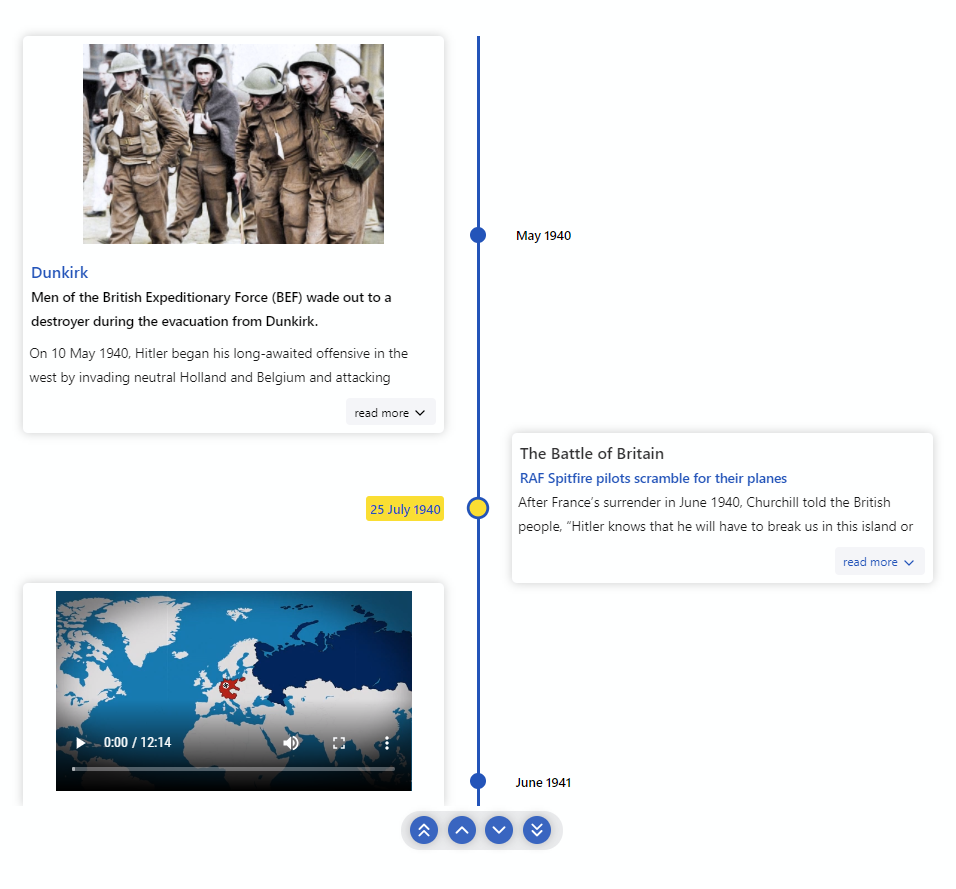 May 1940
Dunkirk
Men of the British Expeditionary Force (BEF) wade out to a
destroyer during the evacuation from Dunkirk.
On 10 May 1940, Hitler began his long-awaited offensive in the
west by invading neutral Holland and Belgium and attacking
read more
The Battle of Britain
RAF Spitfire pilots scramble for their planes
25 July 1940
After France’s surrender in June 1940, Churchill told the British
people, “Hitler knows that he will have to break us in this island or
read more
0:00 / 12:14
June 1941